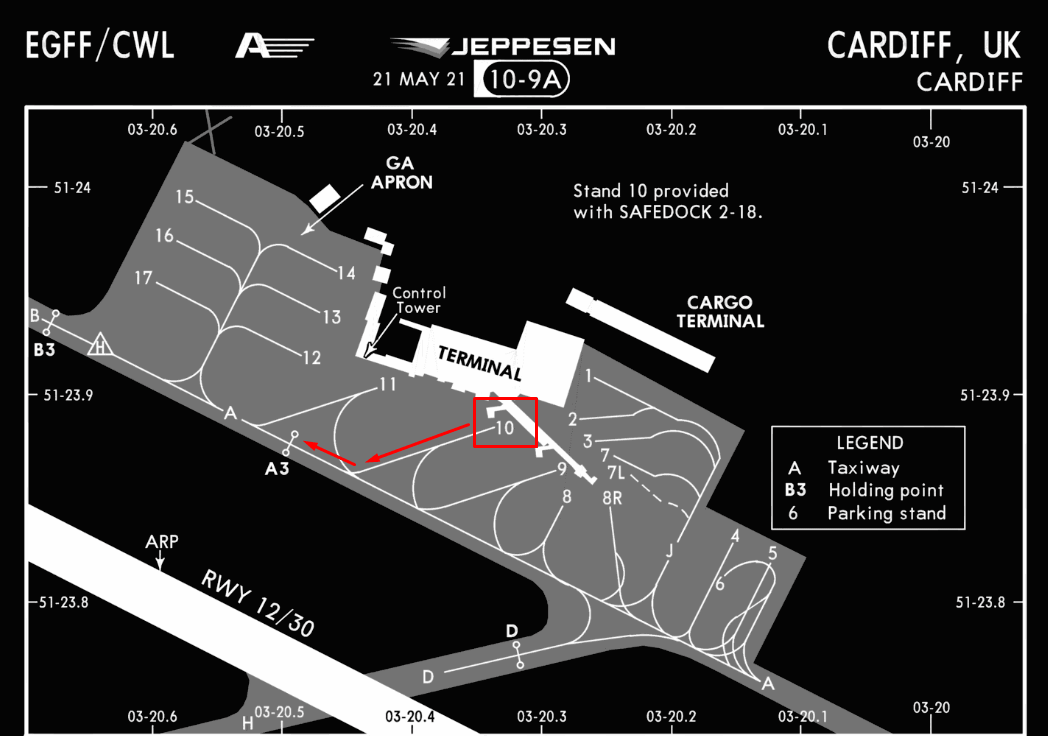 EGFF/CWL
A
JEPPESEN
CARDIFF, UK
21 MAY 21
10-9A
CARDIFF
03-20.6
03-20.5
03-20.4
03-20.3
03-20.2
03-20.1
03-20
51-24
GA
APRON
Stand 10 provided
with SAFEDOCK 2-18.
51-24
15
16
14
17
13
Control
Tower
CARGO
TERMINAL
B
B3
H
12
TERMINAL
11
1
51-23.9
51-23.9
A
2
10
3
A3
7
9
7L
8
8R
LEGEND
A Taxiway
B3 Holding point
6 Parking stand
ARP
J
4
5
6
RWY 12/30
51-23.8
51-23.8
D
D
A
H
03-20.6
03-20.5
03-20.4
03-20.3
03-20.2
03-20.1
03-20